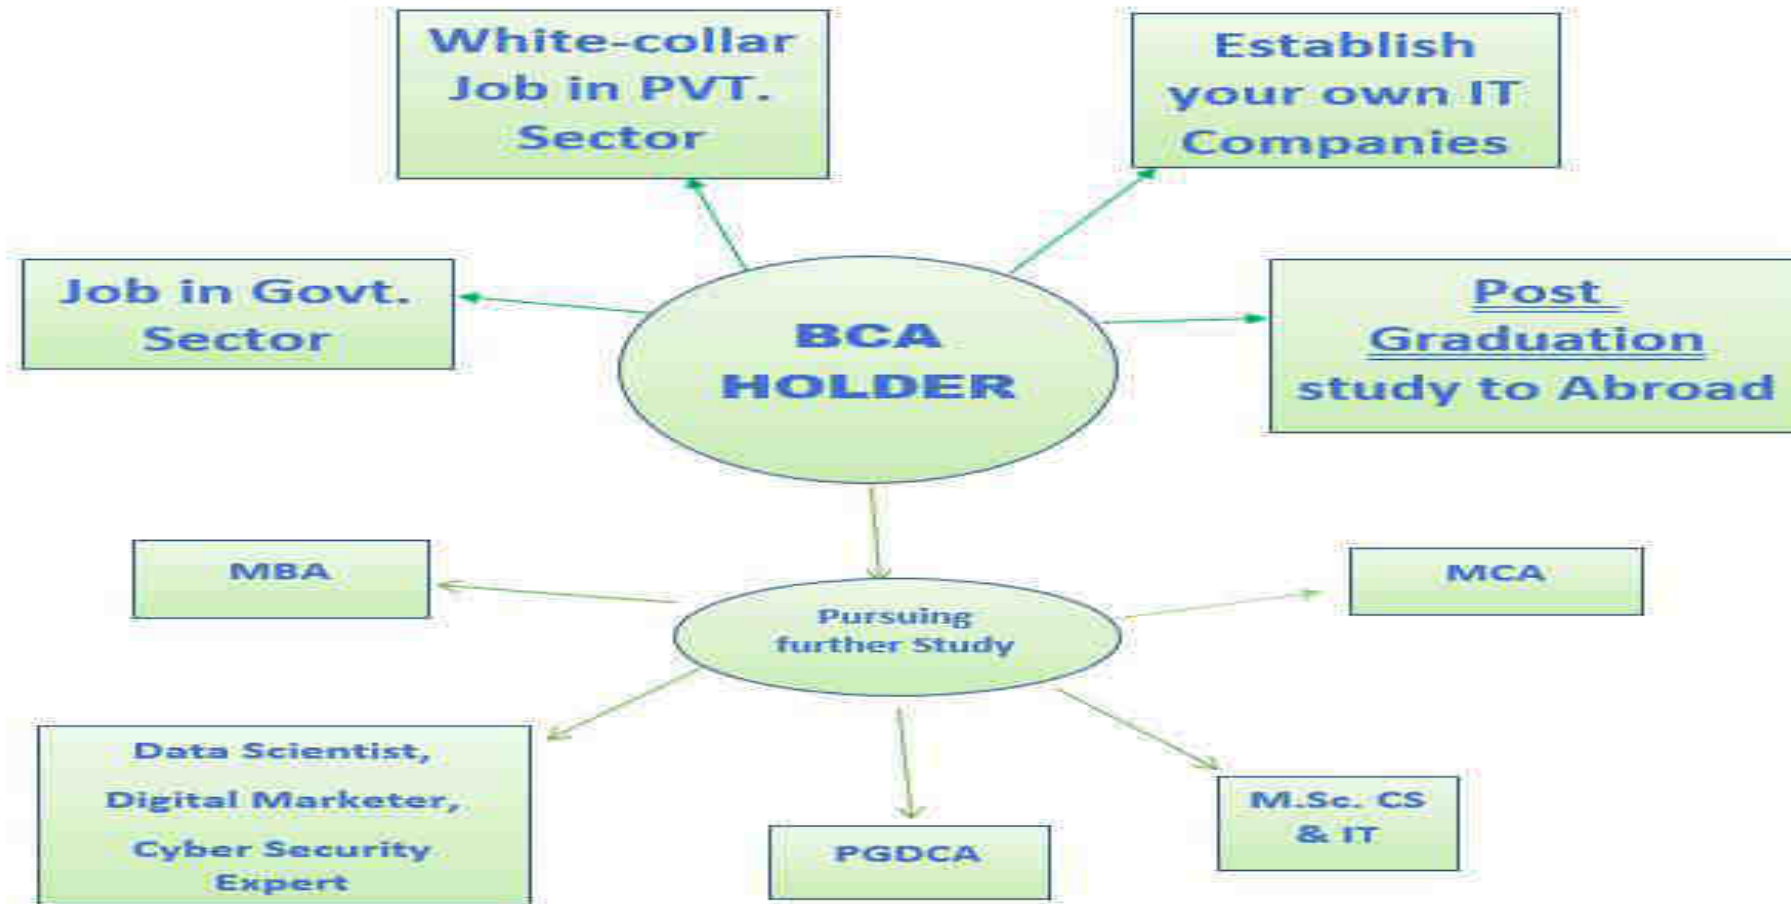 White-collar
Job in PVT.
Sector
Establish
your own IT
Companies
Job in Govt.
Sector
BCA
HOLDER
Post
Graduation
study to Abroad
MBA
Pursuing
further Study
MCA
Data Scientist,
Digital Marketer,
Cyber Security
Expert
PGDCA
M.Sc. CS
& IT